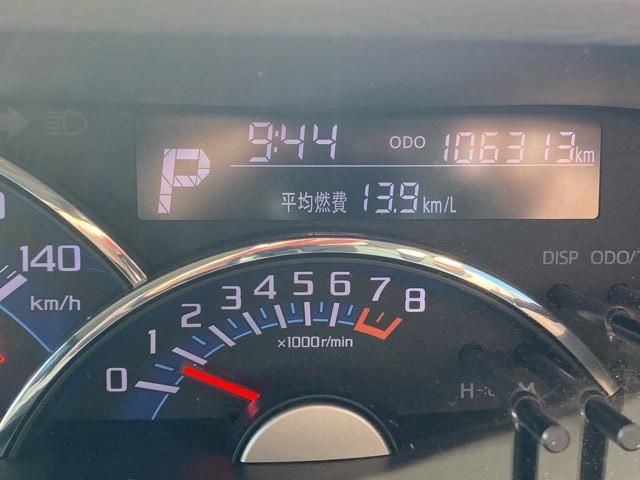 9:44 ODO 106313km
P
平均燃費 13.9km/L
140
km/h
DISP ODO/T
0 1 2 3 4 5 6 7 8
×1000r/min